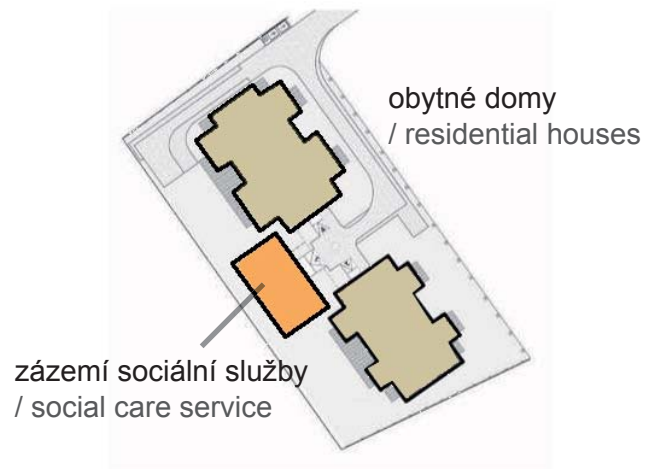 obytné domy
/ residential houses
zázemí sociální služby
/ social care service